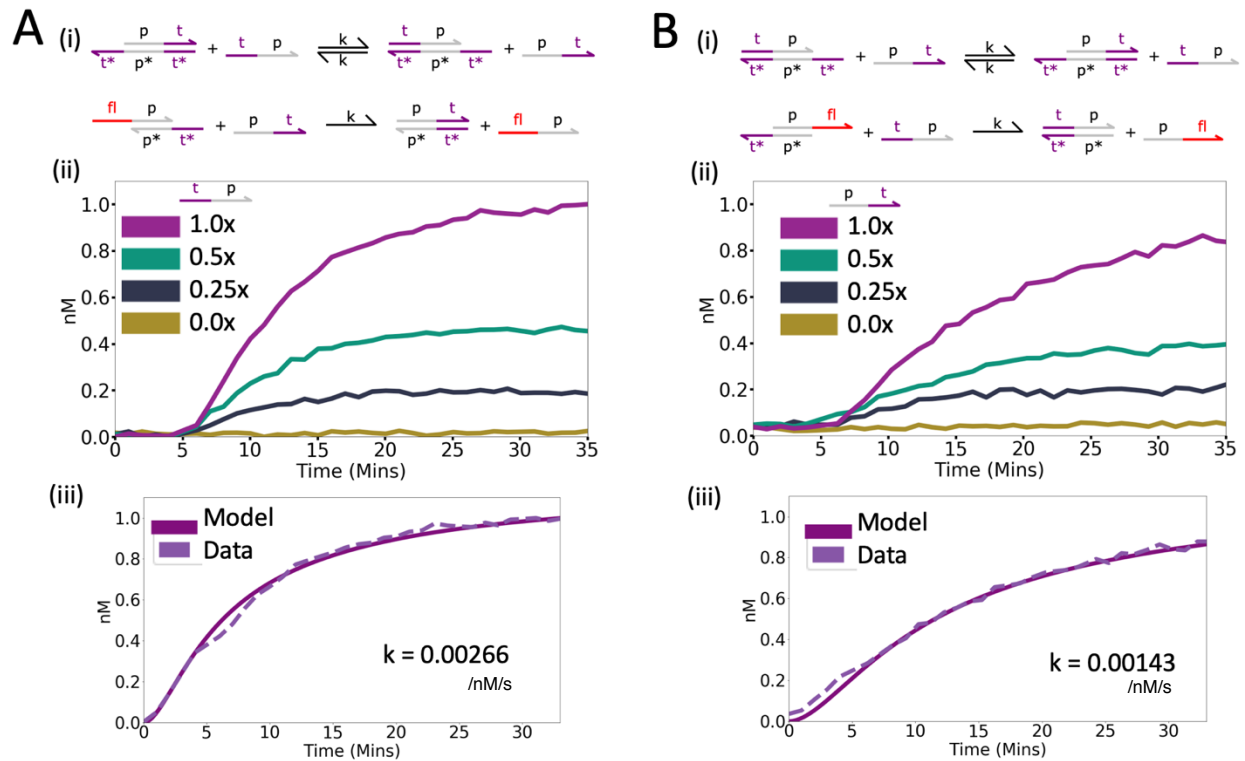 A
(i)
p t t p k t p p t
+ +
t* p* t* k t* p* t*
fl p p t k p t fl p
+ +
p* t* p* t*
(ii)
t p
1.0x
0.5x
0.25x
0.0x
nM
1.0
0.8
0.6
0.4
0.2
0.0
0 5 10 15 20 25 30 35
Time (Mins)
(iii)
Model
Data
nM
1.0
0.8
0.6
0.4
0.2
0.0
k = 0.00266
/nM/s
0 5 10 15 20 25 30
Time (Mins)
B
(i)
t p p t k p t t p
+ +
t* p* t* k t* p* t*
p fl t p k t p p fl
+ +
t* p* t* p*
(ii)
p t
1.0x
0.5x
0.25x
0.0x
nM
1.0
0.8
0.6
0.4
0.2
0.0
0 5 10 15 20 25 30 35
Time (Mins)
(iii)
Model
Data
nM
1.0
0.8
0.6
0.4
0.2
0.0
k = 0.00143
/nM/s
0 5 10 15 20 25 30
Time (Mins)